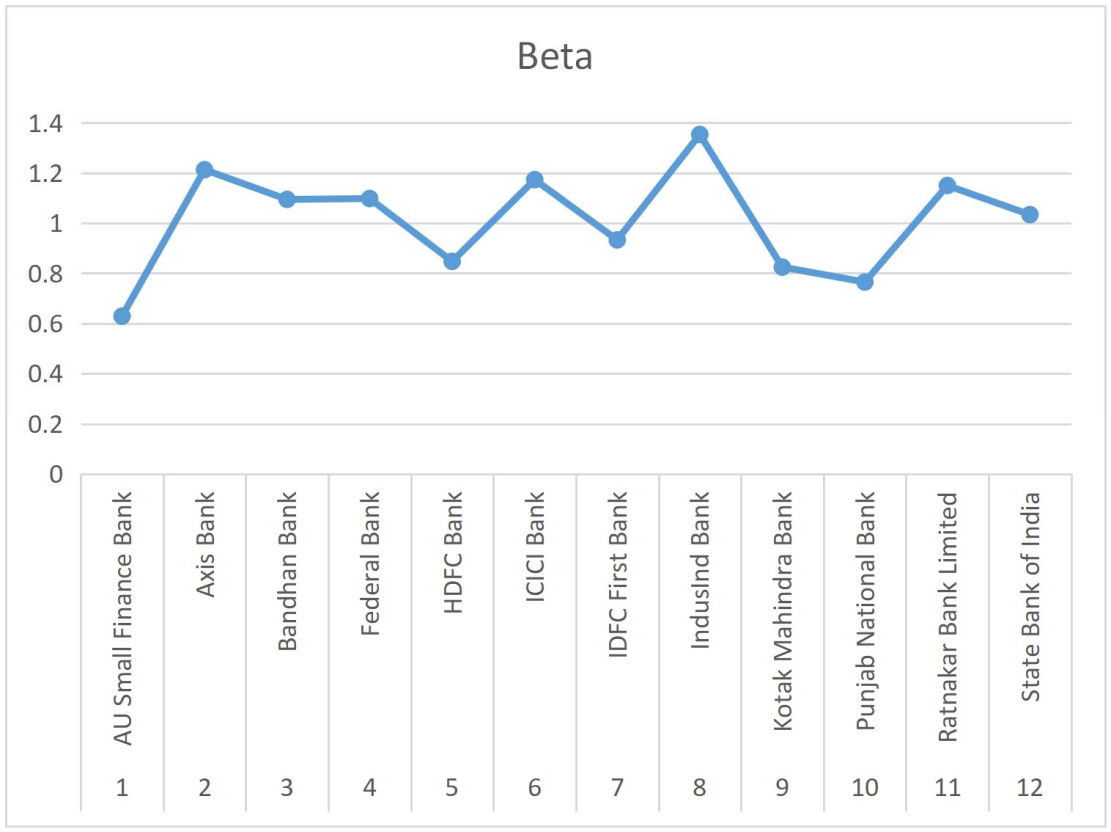 Beta
1.4
1.2
1
0.8
0.6
0.4
0.2
0
AU Small Finance Bank
Axis Bank
Bandhan Bank
Federal Bank
HDFC Bank
ICICI Bank
IDFC First Bank
IndusInd Bank
Kotak Mahindra Bank
Punjab National Bank
Ratnakar Bank Limited
State Bank of India
1 2 3 4 5 6 7 8 9 10 11 12